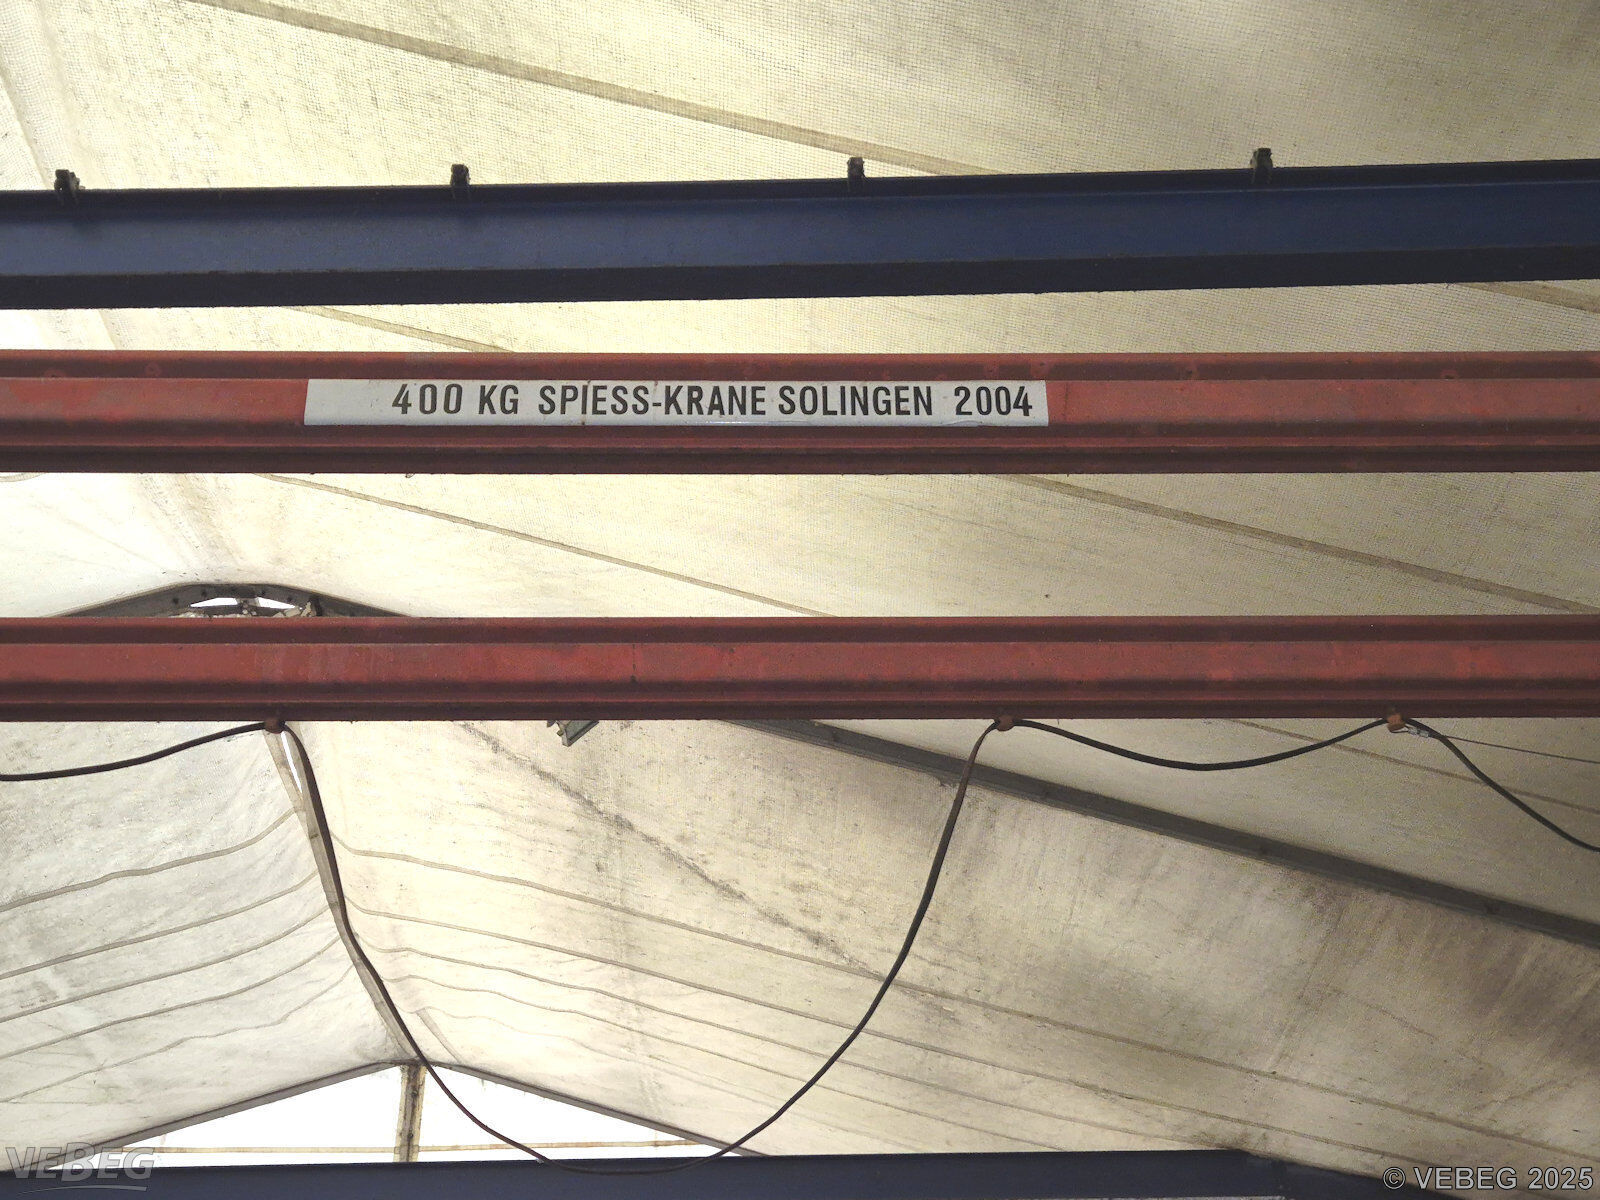 400 KG SPIESS-KRANE SOLINGEN 2004
VEBEG
© VEBEG 2025